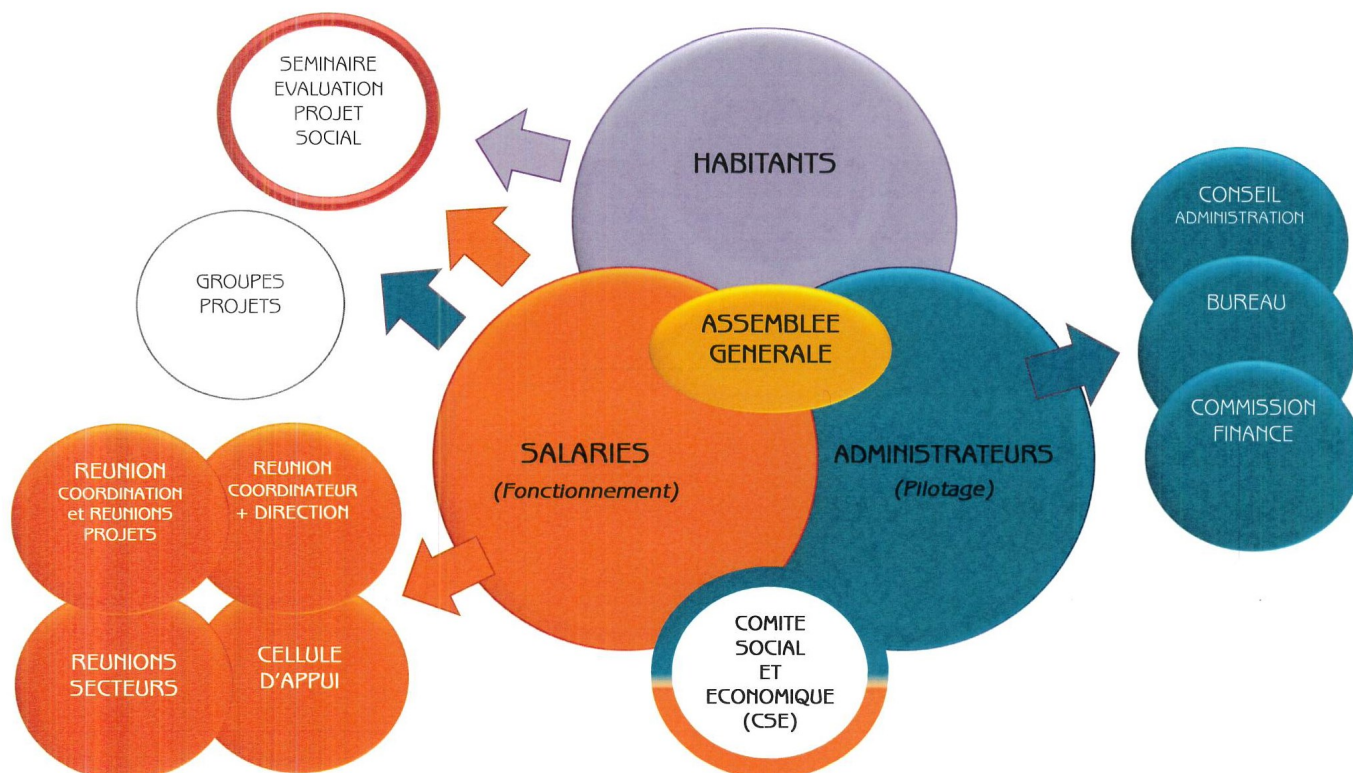 SEMINAIRE
EVALUATION
PROJET
SOCIAL
HABITANTS
CONSEIL
ADMINISTRATION
GROUPES
PROJETS
BUREAU
ASSEMBLEE
GENERALE
COMMISSION
FINANCE
SALARIES
(Fonctionnement)
ADMINISTRATEURS
(Pilotage)
REUNION
COORDINATION
et REUNIONS
PROJETS
REUNION
COORDINATEUR
+ DIRECTION
REUNIONS
SECTEURS
CELLULE
D'APPUI
COMITE
SOCIAL
ET
ECONOMIQUE
(CSE)